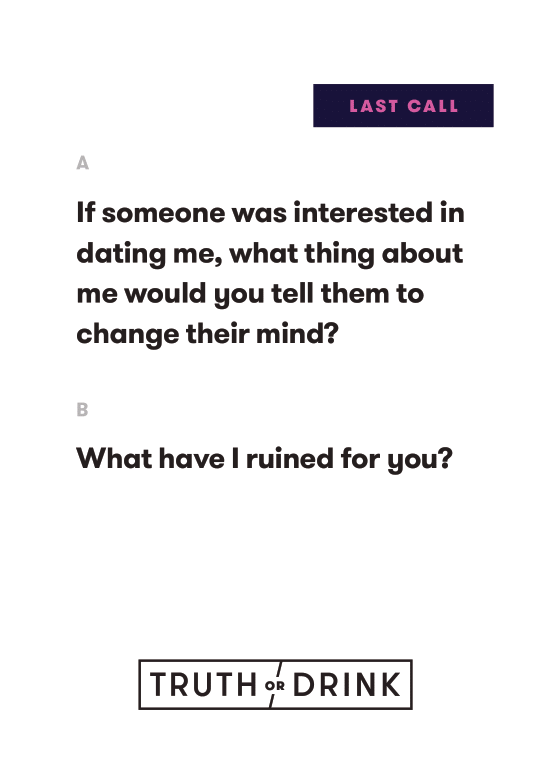 LAST CALL
A
If someone was interested in
dating me, what thing about
me would you tell them to
change their mind?
B
What have I ruined for you?
TRUTH OR DRINK